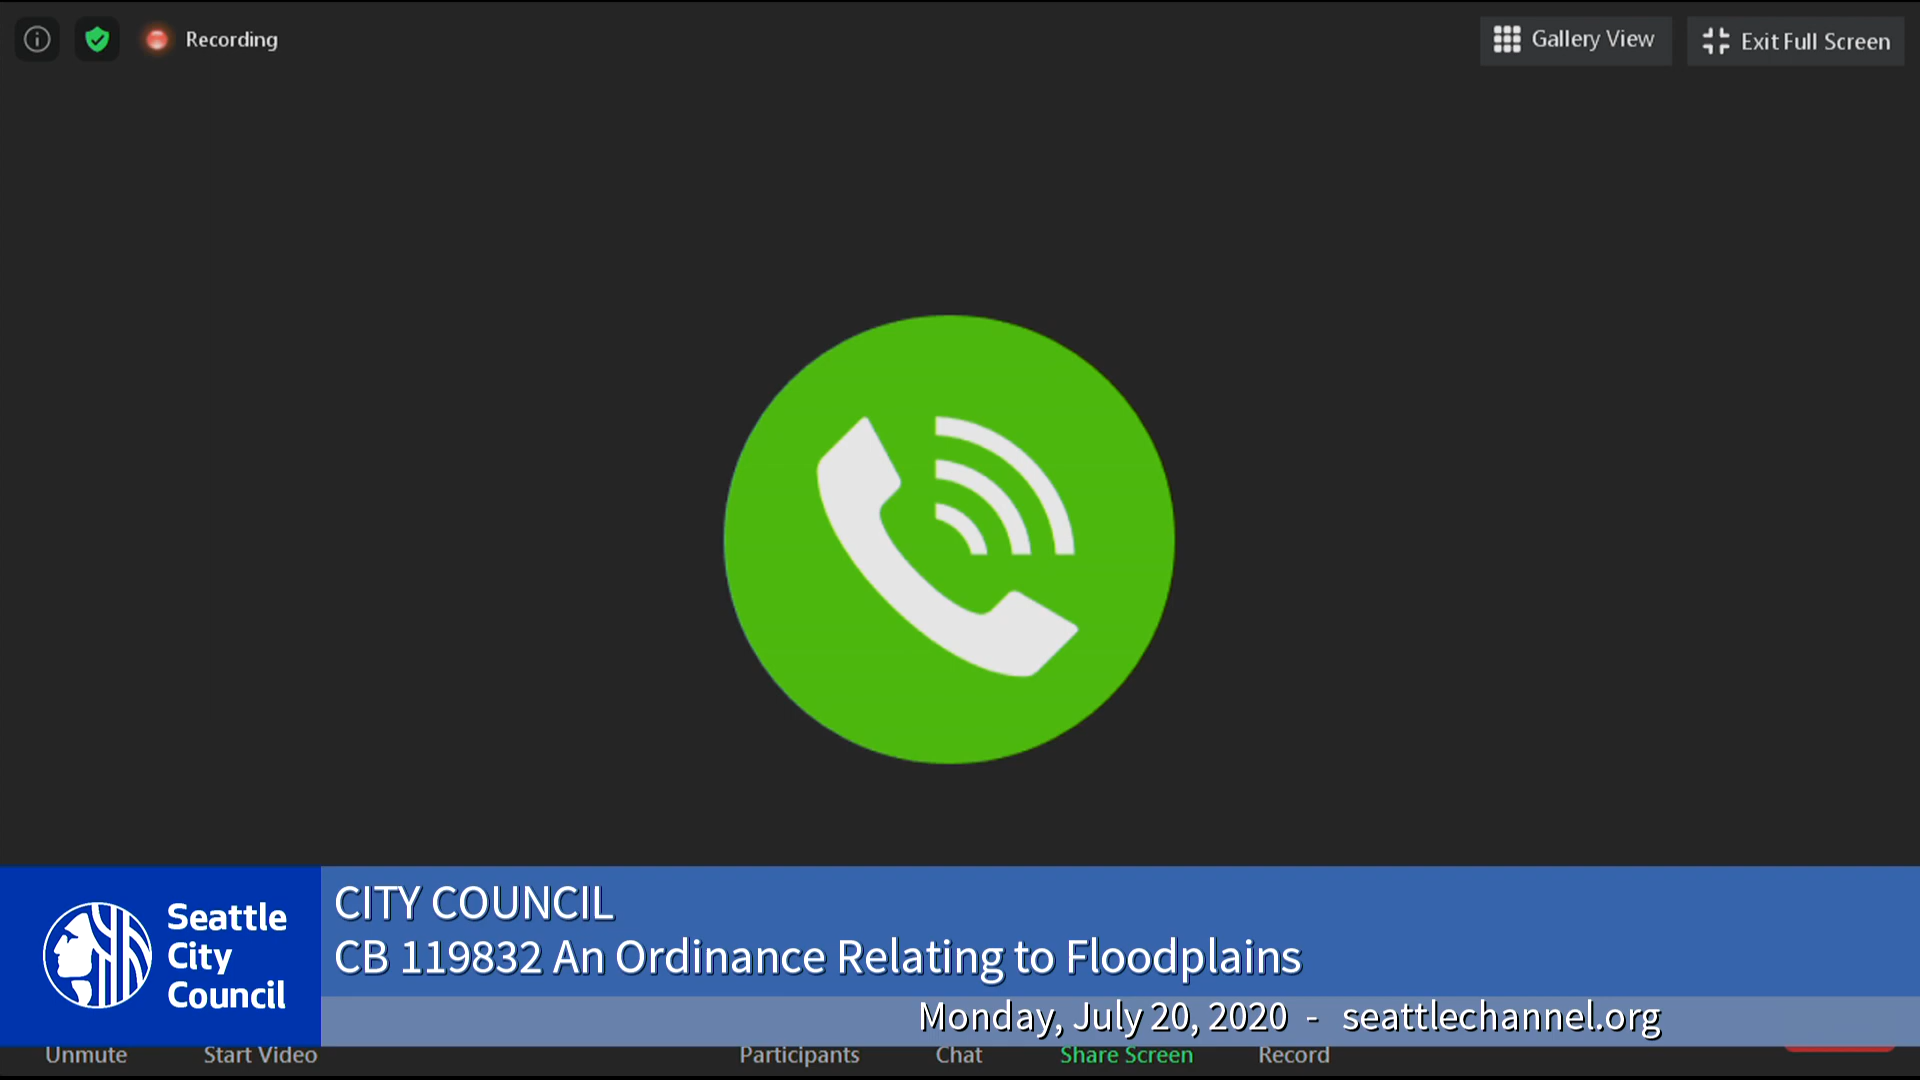 Recording
Gallery View
Exit Full Screen
Seattle
City
Council
CITY COUNCIL
CB 119832 An Ordinance Relating to Floodplains
Monday, July 20, 2020 - seattlechannel.org
Unmute
Start Video
Participants
Chat
Share Screen
Record